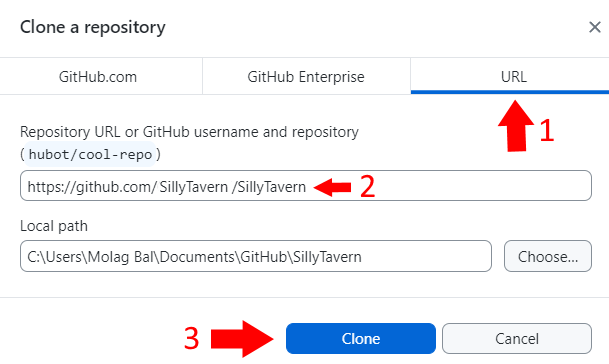 Clone a repository
GitHub.com
GitHub Enterprise
URL
1
Repository URL or GitHub username and repository
(hubot/cool-repo)
https://github.com/ SillyTavern /SillyTavern
2
Local path
C:\Users\Molag Bal\Documents\GitHub\SillyTavern
Choose...
3
Clone
Cancel